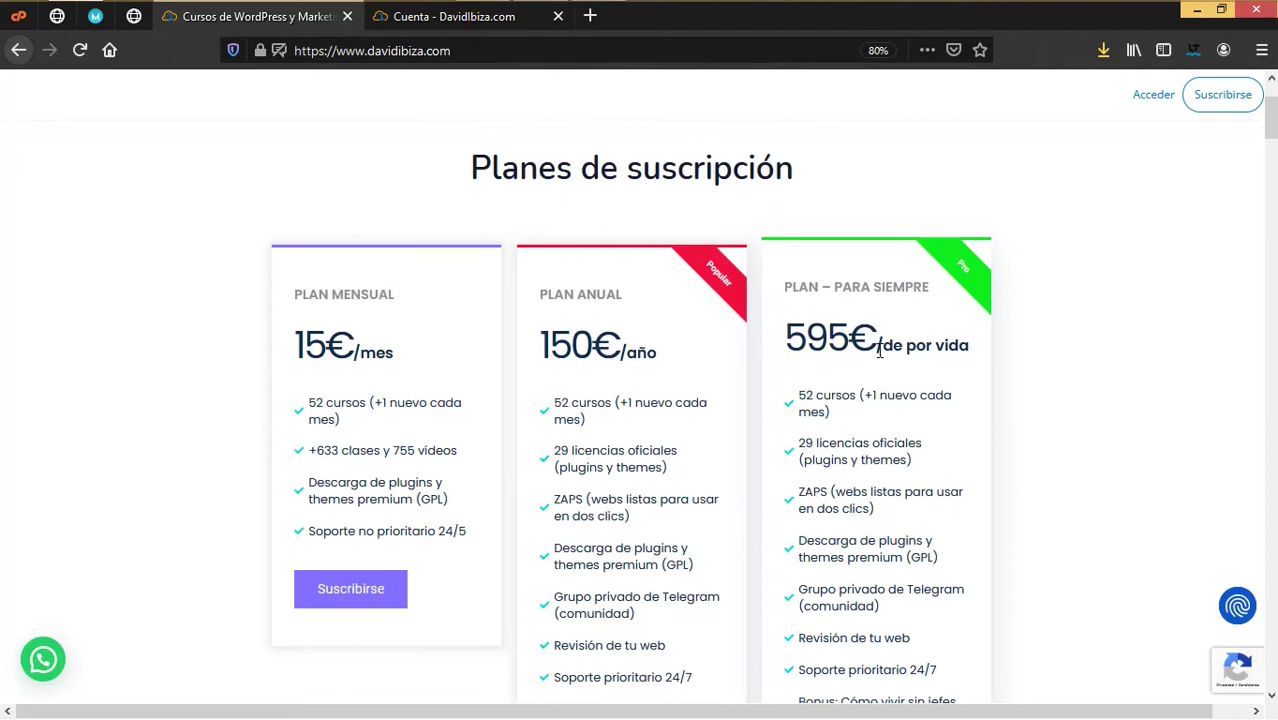 Cursos de WordPress y Marketi
Cuenta - DavidIbiza.com
https://www.davidibiza.com
80%
Acceder
Suscribirse
Planes de suscripción
PLAN MENSUAL
15€/mes
52 cursos (+1 nuevo cada
mes)
+633 clases y 755 vídeos
Descarga de plugins y
themes premium (GPL)
Soporte no prioritario 24/5
Suscribirse
Popular
PLAN ANUAL
150€/año
52 cursos (+1 nuevo cada
mes)
29 licencias oficiales
(plugins y themes)
ZAPS (webs listas para usar
en dos clics)
Descarga de plugins y
themes premium (GPL)
Grupo privado de Telegram
(comunidad)
Revisión de tu web
Soporte prioritario 24/7
Pro
PLAN – PARA SIEMPRE
595€/de por vida
52 cursos (+1 nuevo cada
mes)
29 licencias oficiales
(plugins y themes)
ZAPS (webs listas para usar
en dos clics)
Descarga de plugins y
themes premium (GPL)
Grupo privado de Telegram
(comunidad)
Revisión de tu web
Soporte prioritario 24/7
Bonus: Cómo vivir sin jefes